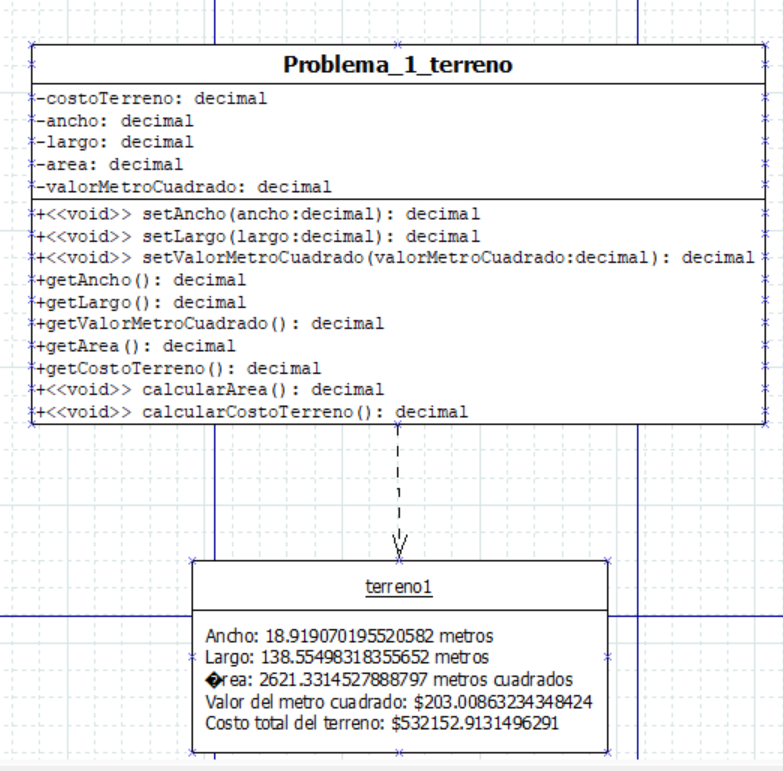 Problema_1_terreno
-costoTerreno: decimal
-ancho: decimal
-largo: decimal
-area: decimal
-valorMetroCuadrado: decimal
+<<void>> setAncho(ancho:decimal): decimal
+<<void>> setLargo(largo:decimal): decimal
+<<void>> setValorMetroCuadrado(valorMetroCuadrado:decimal): decimal
+getAncho(): decimal
+getLargo(): decimal
+getValorMetroCuadrado(): decimal
+getArea(): decimal
+getCostoTerreno(): decimal
+<<void>> calcularArea(): decimal
+<<void>> calcularCostoTerreno(): decimal
terreno1
Ancho: 18.919070195520582 metros
Largo: 138.55498318355652 metros
�rea: 2621.3314527888797 metros cuadrados
Valor del metro cuadrado: $203.00863234348424
Costo total del terreno: $532152.9131496291